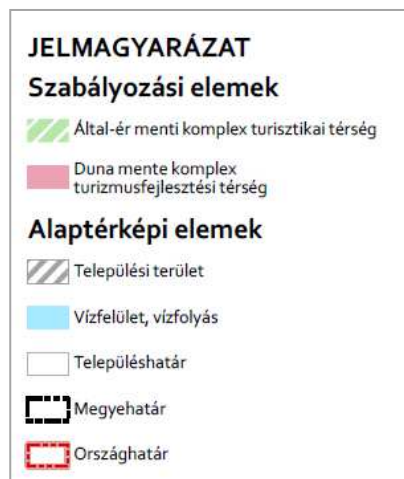 JELMAGYARÁZAT
Szabályozási elemek
Által-ér menti komplex turisztikai térség
Duna mente komplex
turizmusfejlesztési térség
Alaptérképi elemek
Települési terület
Vízfelület, vízfolyás
Településhatár
Megyehatár
Országhatár